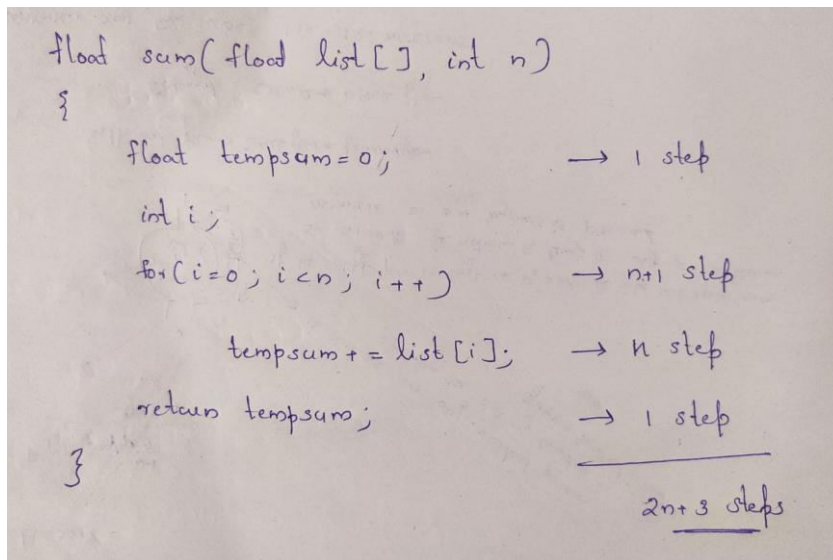 float sum( float list [ ], int n )
{
float tempsum = 0; → 1 step
int i;
for( i = 0 ; i < n ; i + + ) → n+1 step
tempsum + = list [i]; → n step
return tempsum; → 1 step
}
2n+3 steps